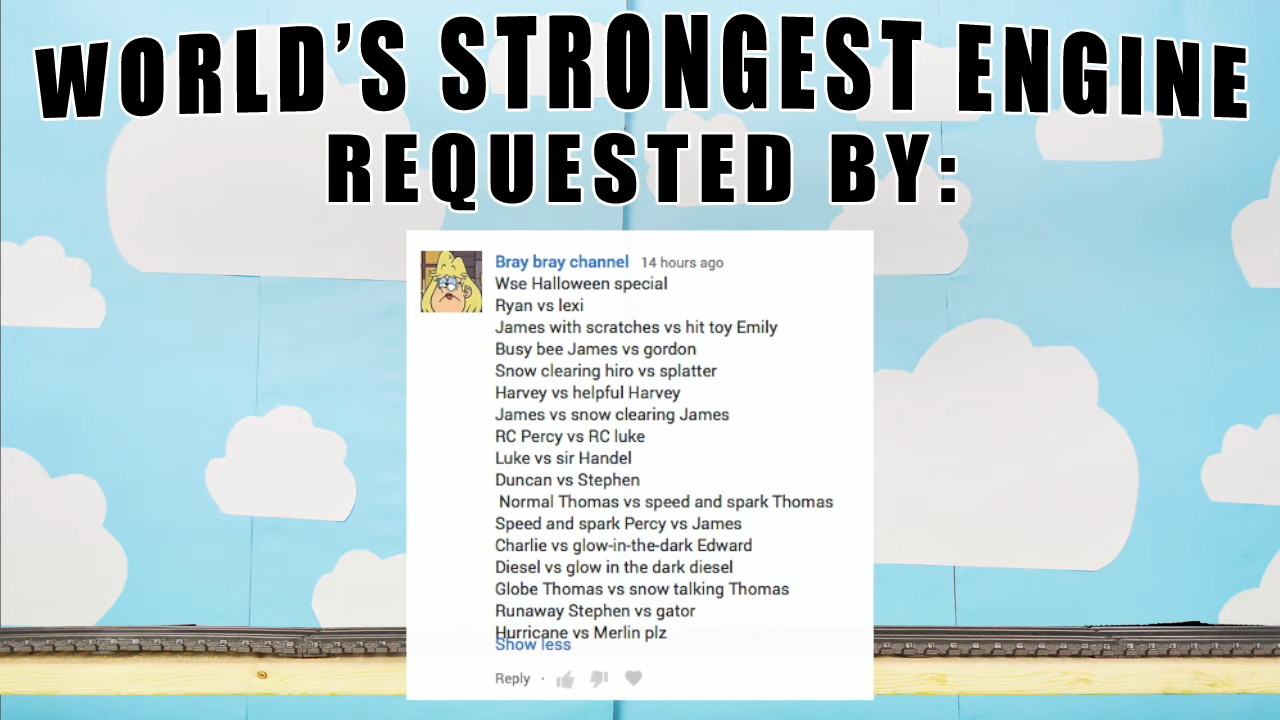 WORLD'S STRONGEST ENGINE
REQUESTED BY:
Bray bray channel 14 hours ago
Wse Halloween special
Ryan vs lexi
James with scratches vs hit toy Emily
Busy bee James vs gordon
Snow clearing hiro vs splatter
Harvey vs helpful Harvey
James vs snow clearing James
RC Percy vs RC luke
Luke vs sir Handel
Duncan vs Stephen
Normal Thomas vs speed and spark Thomas
Speed and spark Percy vs James
Charlie vs glow-in-the-dark Edward
Diesel vs glow in the dark diesel
Globe Thomas vs snow talking Thomas
Runaway Stephen vs gator
Hurricane vs Merlin plz
Show less
Reply ·